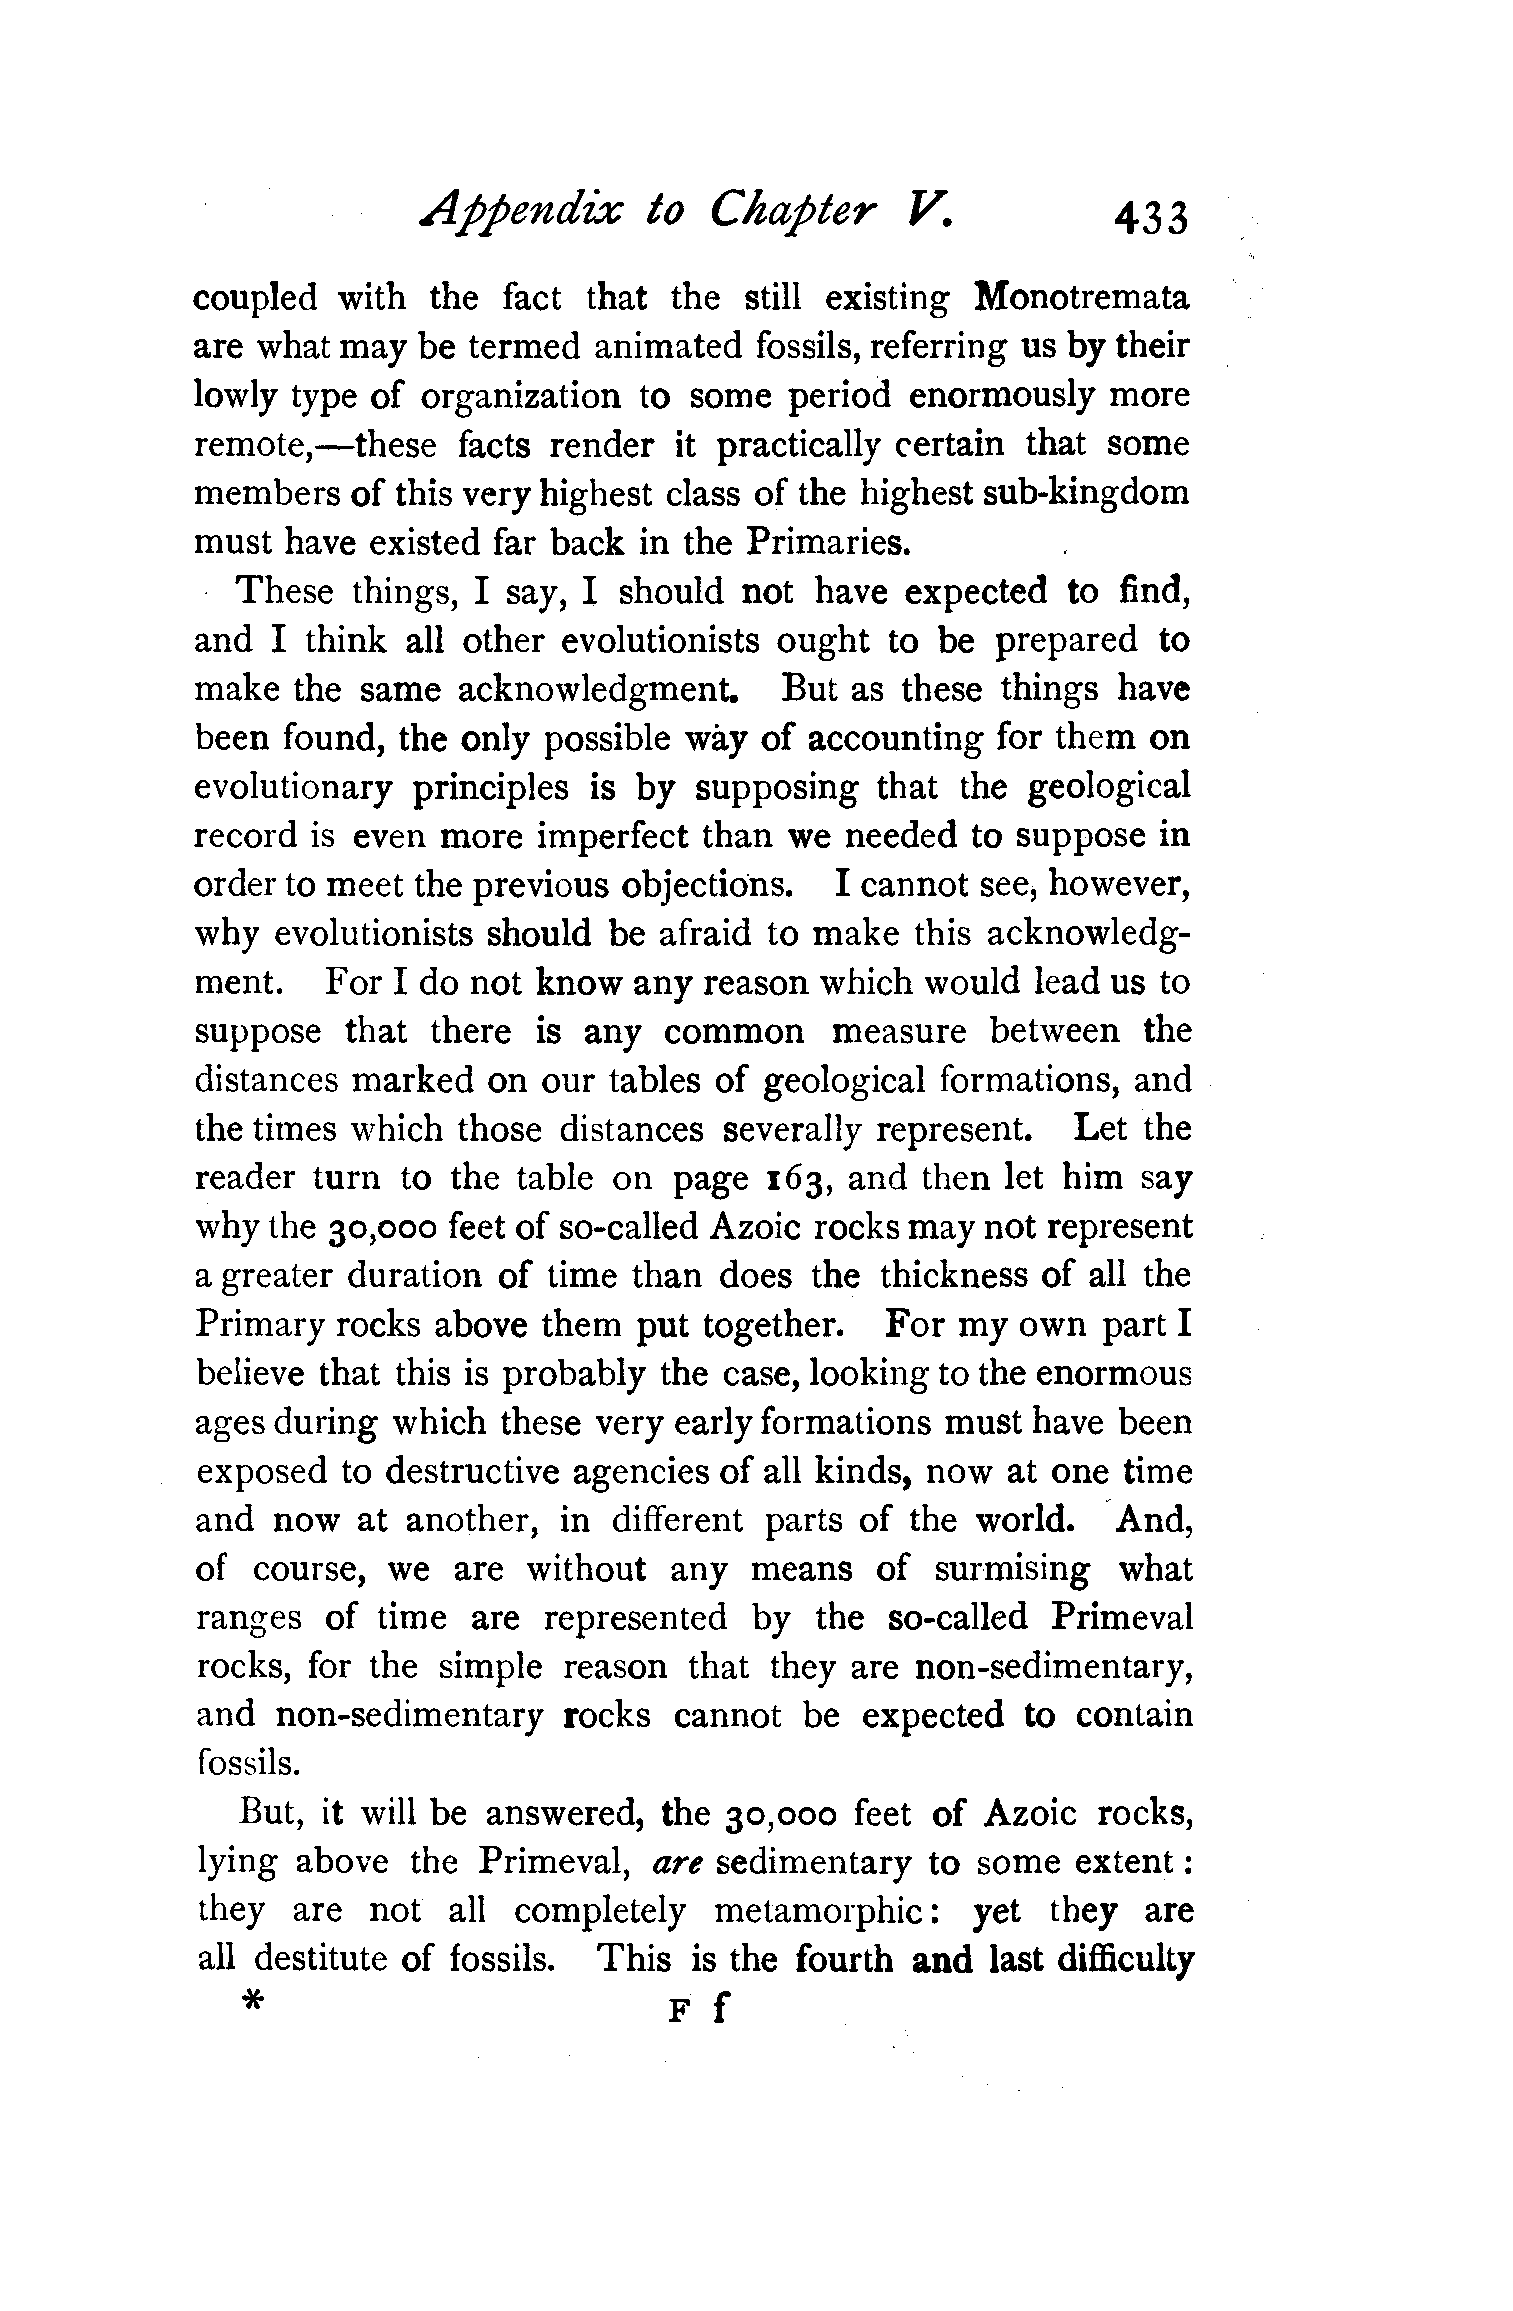 Appendix to Chapter V. 433
coupled with the fact that the still existing Monotremata
are what may be termed animated fossils, referring us by their
lowly type of organization to some period enormously more
remote,—these facts render it practically certain that some
members of this very highest class of the highest sub-kingdom
must have existed far back in the Primaries.
These things, I say, I should not have expected to find,
and I think all other evolutionists ought to be prepared to
make the same acknowledgment. But as these things have
been found, the only possible way of accounting for them on
evolutionary principles is by supposing that the geological
record is even more imperfect than we needed to suppose in
order to meet the previous objections. I cannot see, however,
why evolutionists should be afraid to make this acknowledg-
ment. For I do not know any reason which would lead us to
suppose that there is any common measure between the
distances marked on our tables of geological formations, and
the times which those distances severally represent. Let the
reader turn to the table on page 163, and then let him say
why the 30,000 feet of so-called Azoic rocks may not represent
a greater duration of time than does the thickness of all the
Primary rocks above them put together. For my own part I
believe that this is probably the case, looking to the enormous
ages during which these very early formations must have been
exposed to destructive agencies of all kinds, now at one time
and now at another, in different parts of the world. And,
of course, we are without any means of surmising what
ranges of time are represented by the so-called Primeval
rocks, for the simple reason that they are non-sedimentary,
and non-sedimentary rocks cannot be expected to contain
fossils.
But, it will be answered, the 30,000 feet of Azoic rocks,
lying above the Primeval, are sedimentary to some extent :
they are not all completely metamorphic : yet they are
all destitute of fossils. This is the fourth and last difficulty
* F f